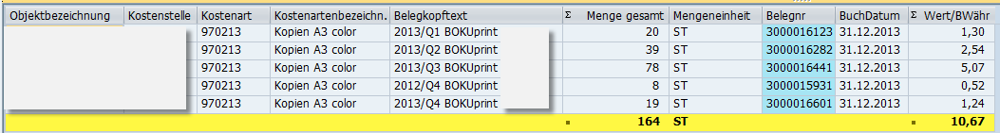 Objektbezeichnung Kostenstelle Kostenart Kostenartenbezeichn. Belegkopftext Σ Menge gesamt Mengeneinheit Belegnr BuchDatum Σ Wert/BWähr
970213 Kopien A3 color 2013/Q1 BOKUprint 20 ST 3000016123 31.12.2013 1,30
970213 Kopien A3 color 2013/Q2 BOKUprint 39 ST 3000016282 31.12.2013 2,54
970213 Kopien A3 color 2013/Q3 BOKUprint 78 ST 3000016441 31.12.2013 5,07
970213 Kopien A3 color 2012/Q4 BOKUprint 8 ST 3000015931 31.12.2013 0,52
970213 Kopien A3 color 2013/Q4 BOKUprint 19 ST 3000016601 31.12.2013 1,24
164 ST 10,67